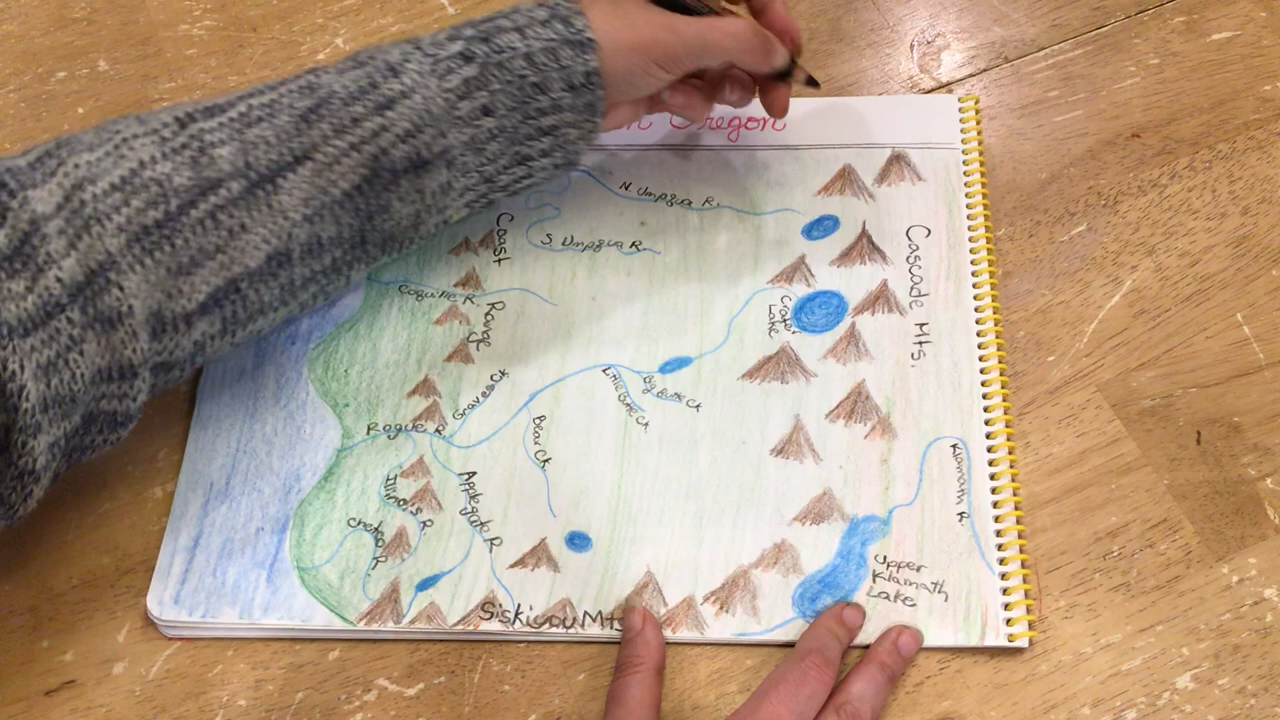 Oregon
N. Umpqua R.
S. Umpqua R.
Coast Range
Coquille R.
Cascade Mts.
Crater
Lake
Big Butte Ck
Little Butte Ck.
Graves Ck
Rogue R.
Bear Ck.
Illinois R.
Applegate R
Chetco R.
Klamath R.
Upper
Klamath
Lake
Siskiyou Mts